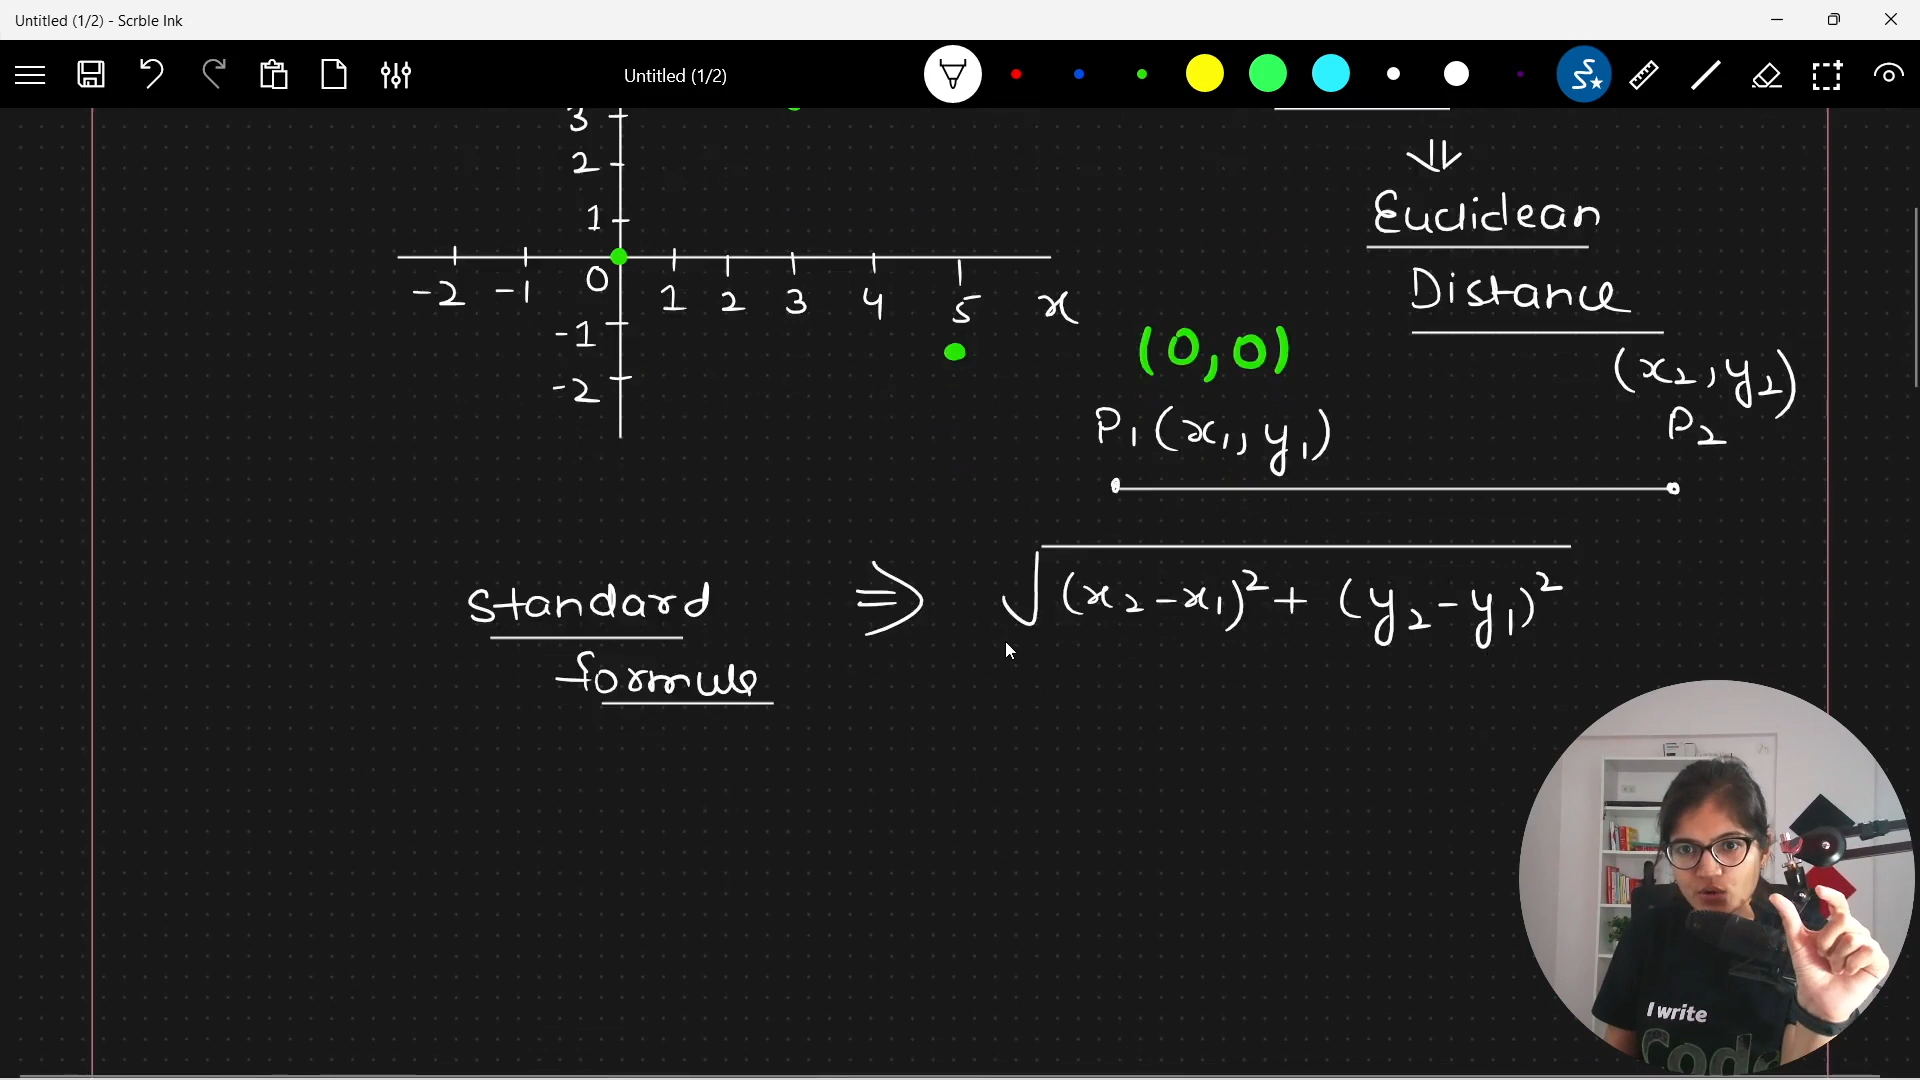 Untitled (1/2) - Scrble Ink
Untitled (1/2)
3
2
1
-2 -1 0 1 2 3 4 5 x
-1
-2
Euclidean
Distance
(0,0)
(x₂, y₂)
P₁ (x₁, y₁)
P₂
Standard ⇒ √(x₂-x₁)² + (y₂-y₁)²
formula
I write
Code